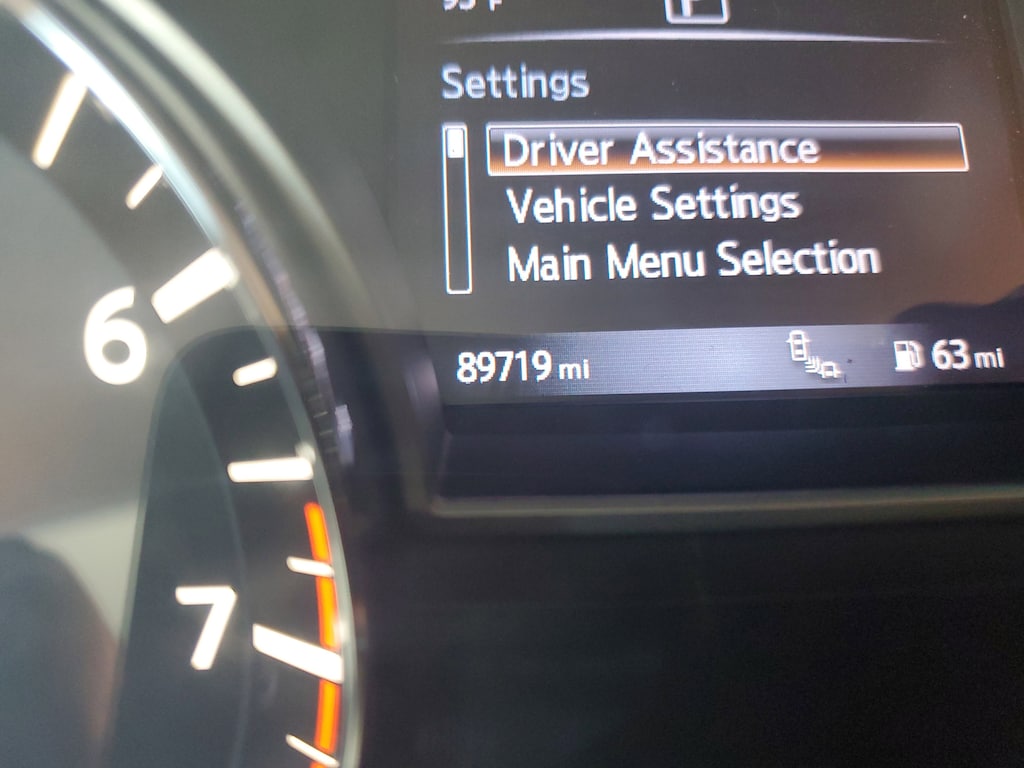 Settings
Driver Assistance
Vehicle Settings
Main Menu Selection
6
89719 mi 63 mi
7